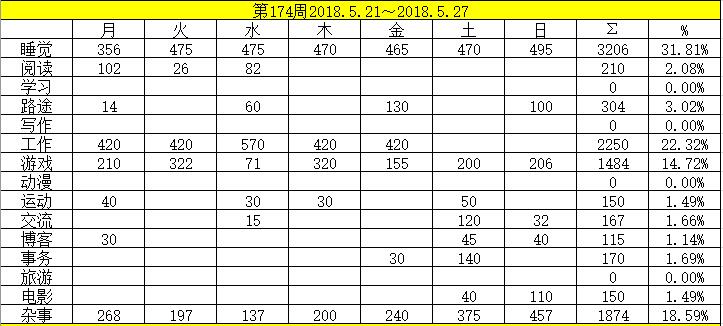 第174周2018.5.21～2018.5.27
月 火 水 木 金 土 日 Σ %
睡觉 356 475 475 470 465 470 495 3206 31.81%
阅读 102 26 82 210 2.08%
学习 0 0.00%
路途 14 60 130 100 304 3.02%
写作 0 0.00%
工作 420 420 570 420 420 2250 22.32%
游戏 210 322 71 320 155 200 206 1484 14.72%
动漫 0 0.00%
运动 40 30 30 50 150 1.49%
交流 15 120 32 167 1.66%
博客 30 45 40 115 1.14%
事务 30 140 170 1.69%
旅游 0 0.00%
电影 40 110 150 1.49%
杂事 268 197 137 200 240 375 457 1874 18.59%